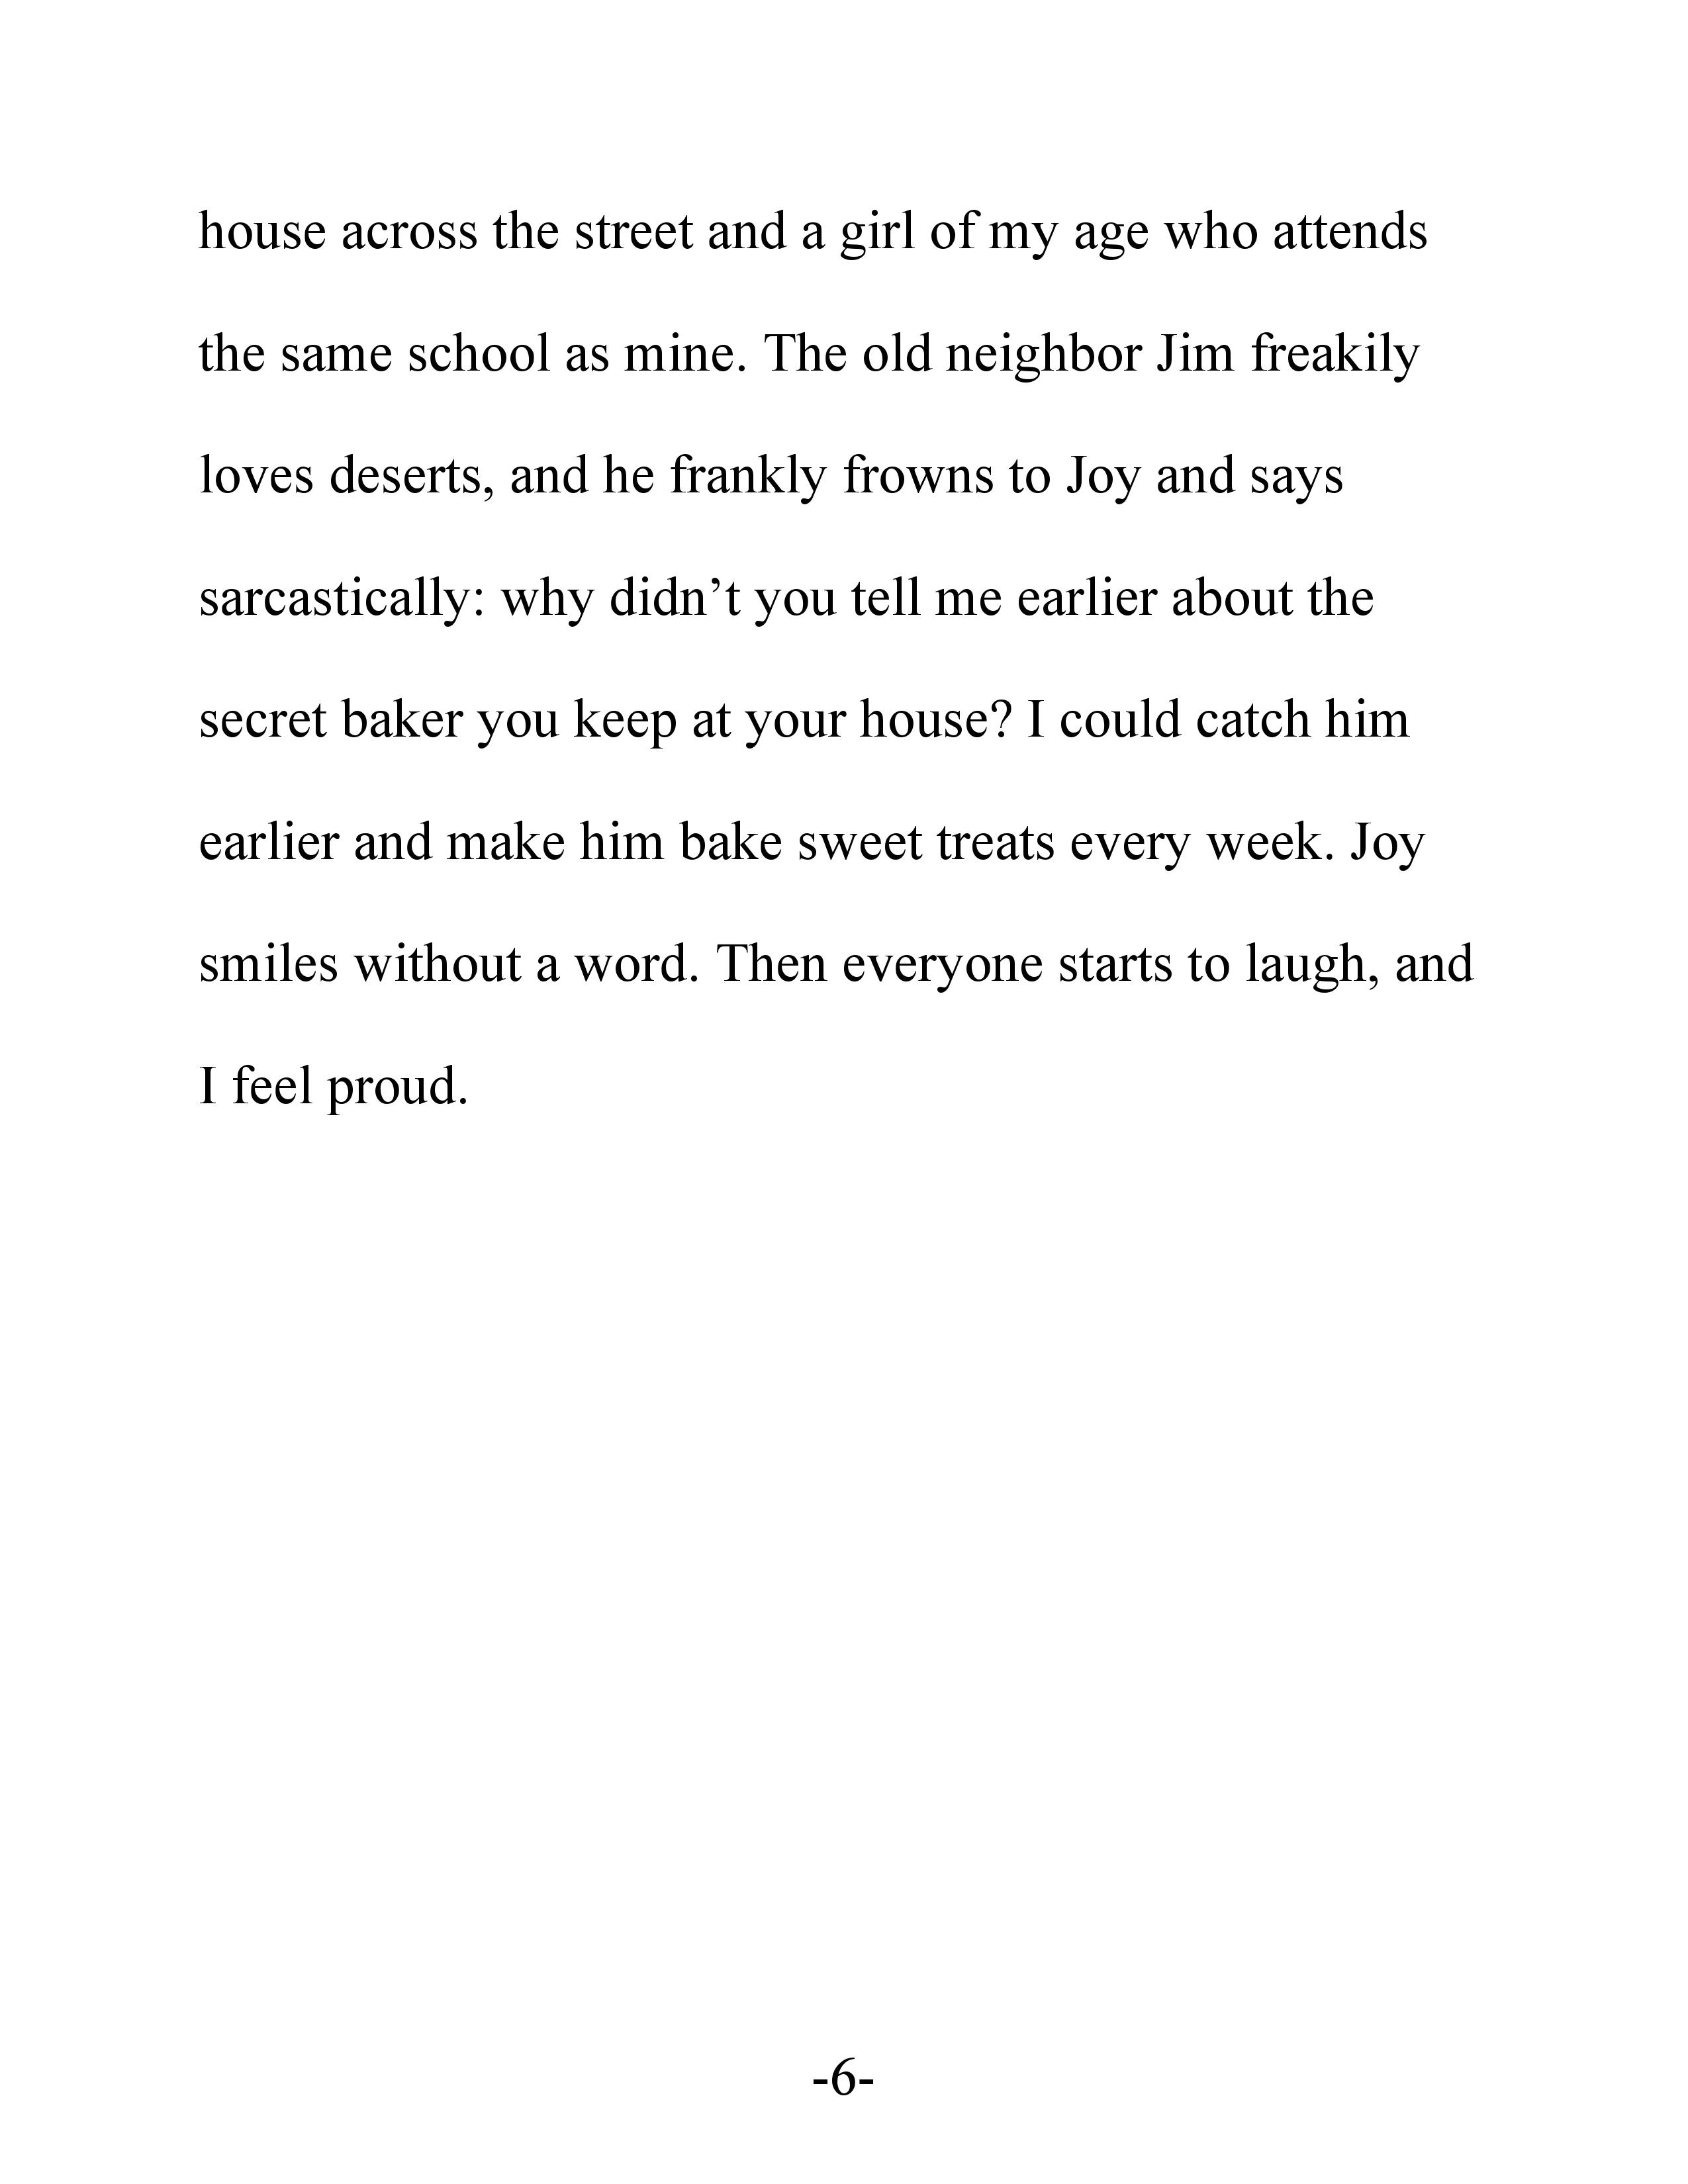 house across the street and a girl of my age who attends
the same school as mine. The old neighbor Jim freakily
loves deserts, and he frankly frowns to Joy and says
sarcastically: why didn’t you tell me earlier about the
secret baker you keep at your house? I could catch him
earlier and make him bake sweet treats every week. Joy
smiles without a word. Then everyone starts to laugh, and
I feel proud.
-6-